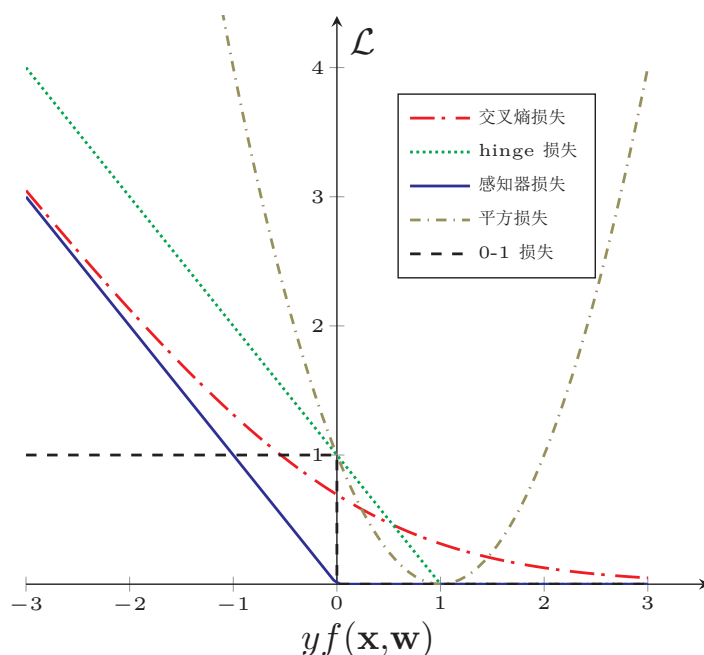 ℒ
4
3
2
1
交叉熵损失
hinge 损失
感知器损失
平方损失
0-1 损失
−3 −2 −1 0 1 2 3
yf(x,w)